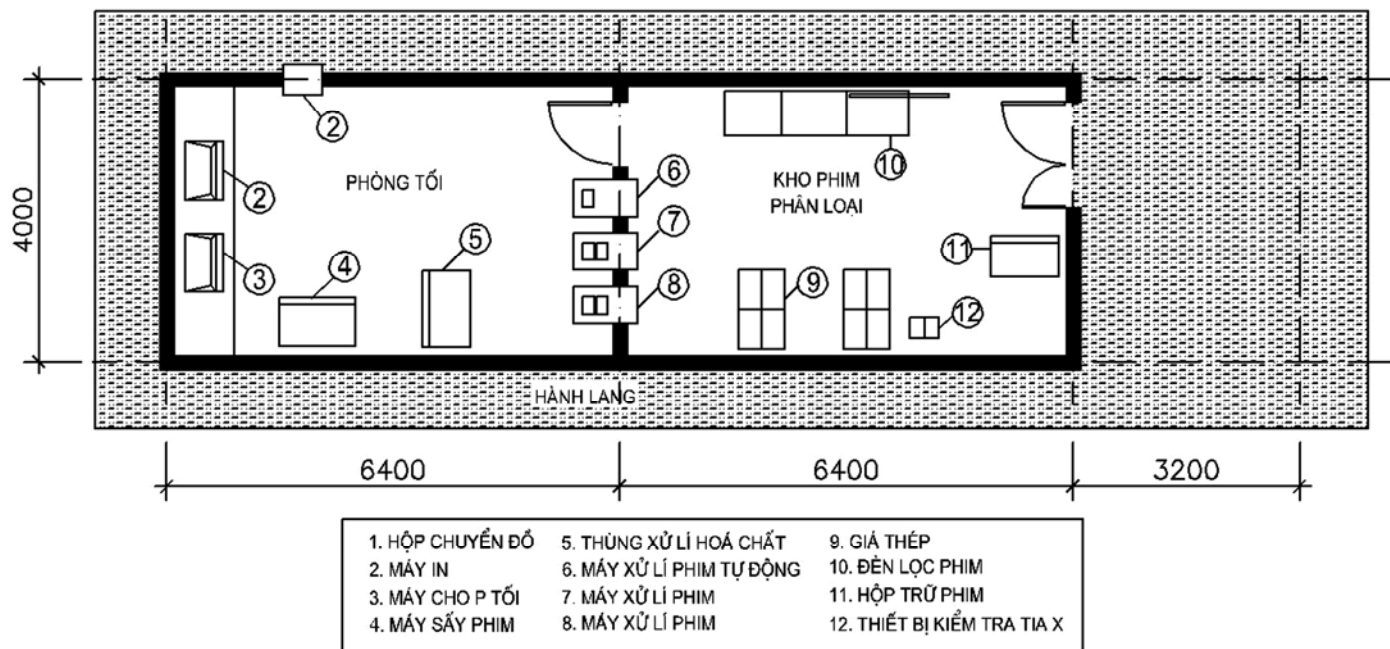 2
6
10
PHÒNG TỐI
KHO PHIM
PHÂN LOẠI
2
7
5
11
4
3
8
9
12
4000
HÀNH LANG
6400
6400
3200
1. HỘP CHUYỂN ĐỒ
2. MÁY IN
3. MÁY CHO P TỐI
4. MÁY SẤY PHIM
5. THÙNG XỬ LÍ HOÁ CHẤT
6. MÁY XỬ LÍ PHIM TỰ ĐỘNG
7. MÁY XỬ LÍ PHIM
8. MÁY XỬ LÍ PHIM
9. GIÁ THÉP
10. ĐÈN LỌC PHIM
11. HỘP TRỮ PHIM
12. THIẾT BỊ KIỂM TRA TIA X